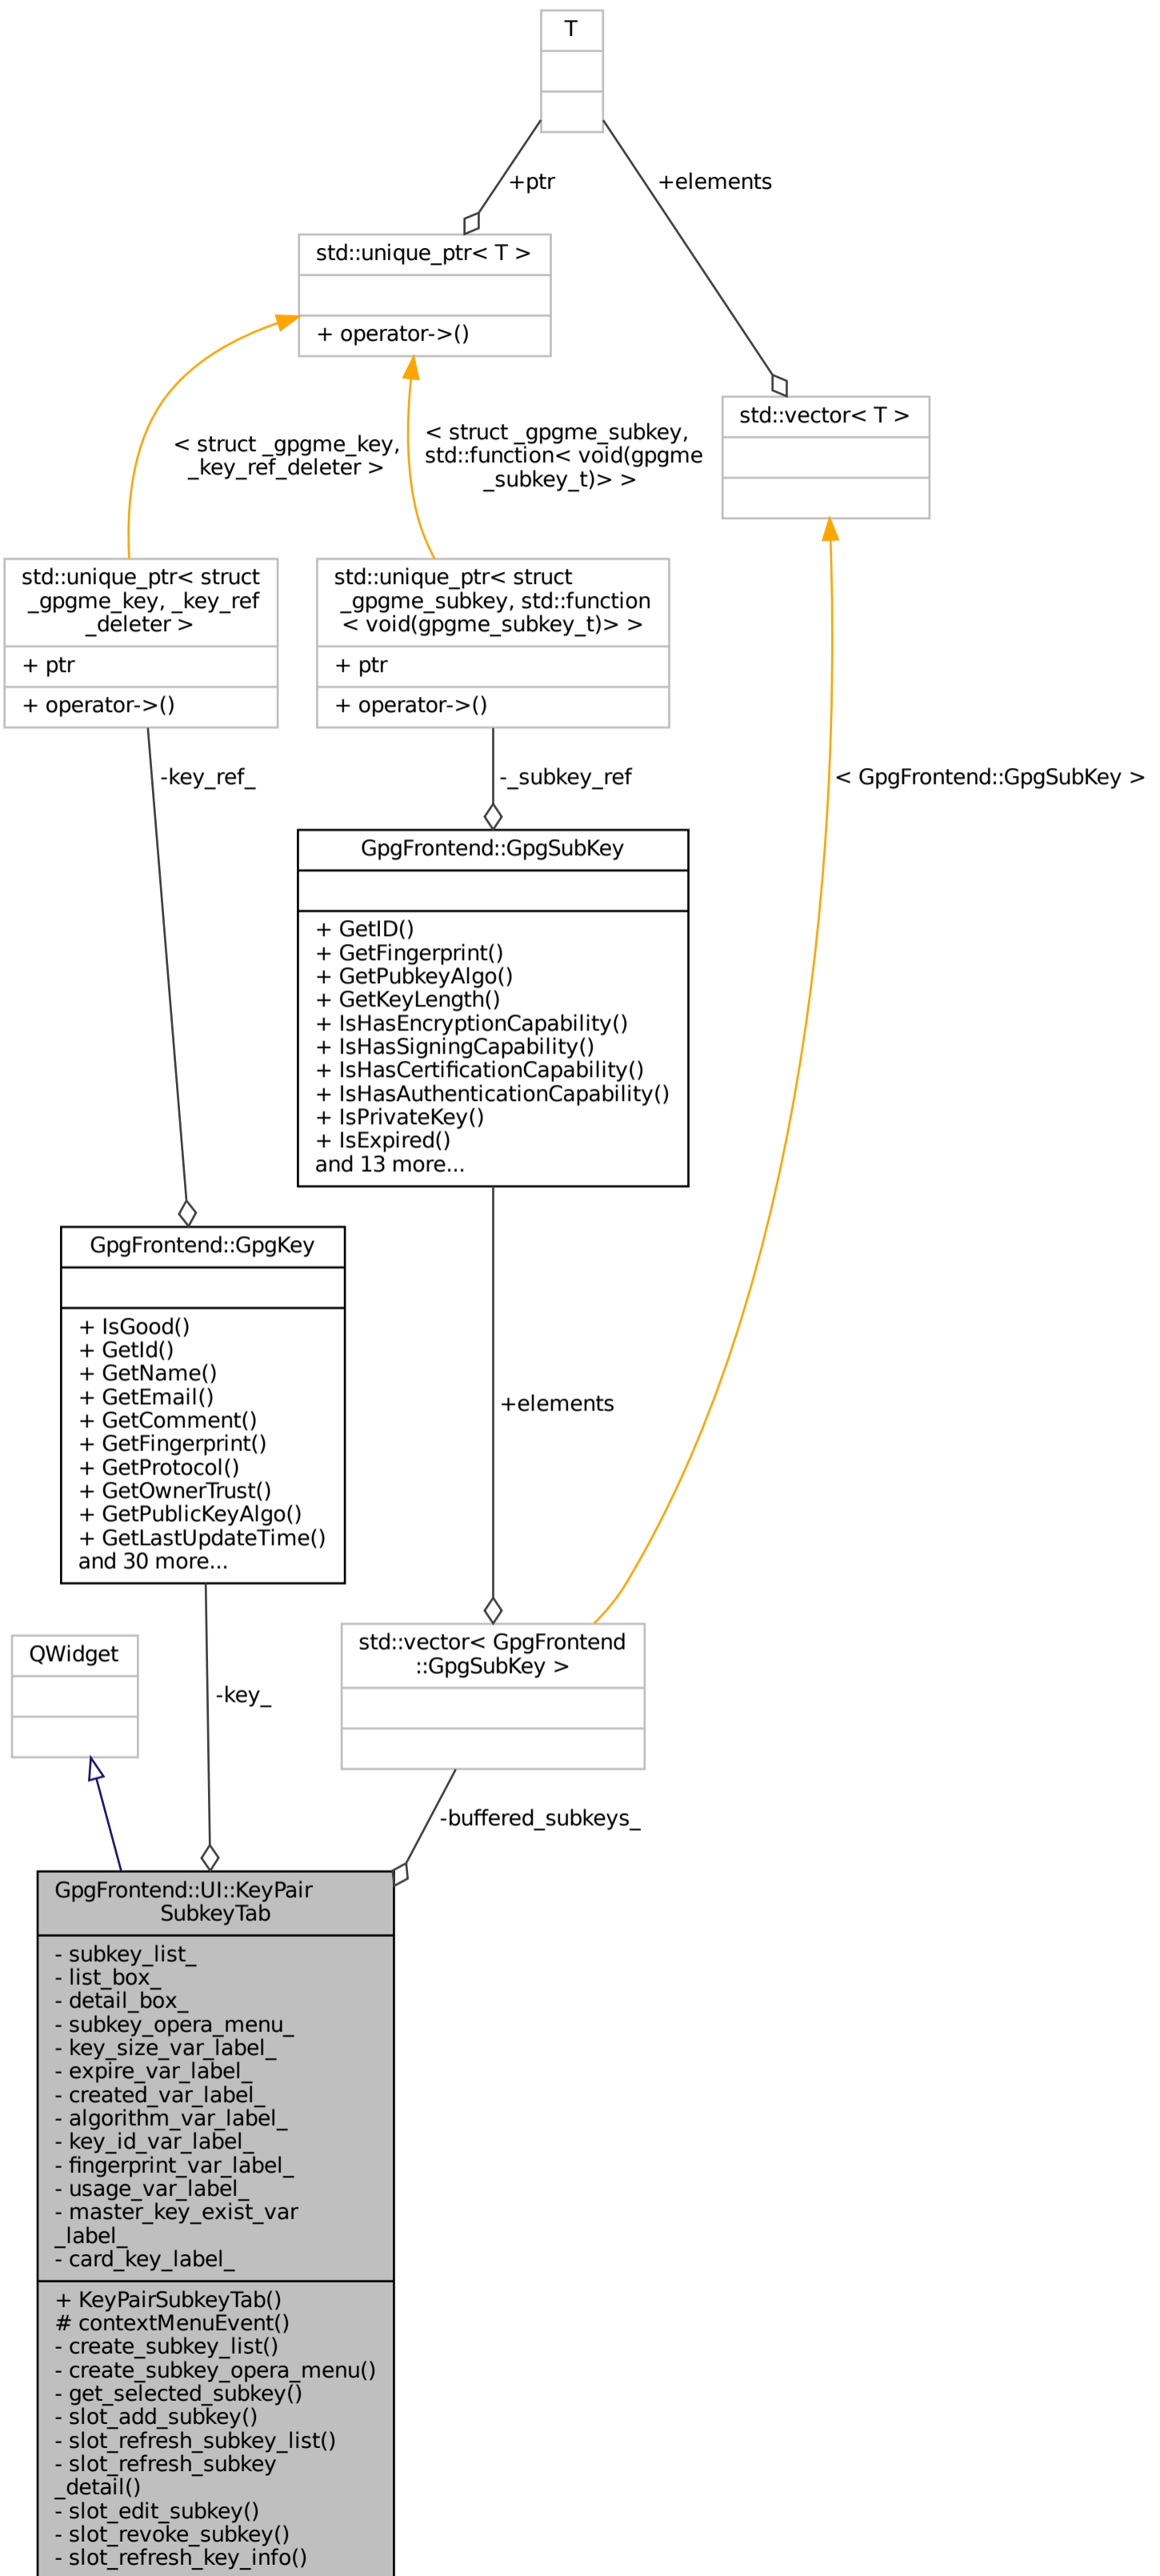 T
+ptr
+elements
std::unique_ptr< T >
+ operator->()
std::vector< T >
< struct _gpgme_key,
_key_ref_deleter >
< struct _gpgme_subkey,
std::function< void(gpgme
_subkey_t)> >
std::unique_ptr< struct
_gpgme_key, _key_ref
_deleter >
+ ptr
+ operator->()
std::unique_ptr< struct
_gpgme_subkey, std::function
< void(gpgme_subkey_t)> >
+ ptr
+ operator->()
-key_ref_
-_subkey_ref
< GpgFrontend::GpgSubKey >
GpgFrontend::GpgSubKey
+ GetID()
+ GetFingerprint()
+ GetPubkeyAlgo()
+ GetKeyLength()
+ IsHasEncryptionCapability()
+ IsHasSigningCapability()
+ IsHasCertificationCapability()
+ IsHasAuthenticationCapability()
+ IsPrivateKey()
+ IsExpired()
and 13 more...
GpgFrontend::GpgKey
+ IsGood()
+ GetId()
+ GetName()
+ GetEmail()
+ GetComment()
+ GetFingerprint()
+ GetProtocol()
+ GetOwnerTrust()
+ GetPublicKeyAlgo()
+ GetLastUpdateTime()
and 30 more...
+elements
QWidget
std::vector< GpgFrontend
::GpgSubKey >
-key_
-buffered_subkeys_
GpgFrontend::UI::KeyPair
SubkeyTab
- subkey_list_
- list_box_
- detail_box_
- subkey_opera_menu_
- key_size_var_label_
- expire_var_label_
- created_var_label_
- algorithm_var_label_
- key_id_var_label_
- fingerprint_var_label_
- usage_var_label_
- master_key_exist_var
_label_
- card_key_label_
+ KeyPairSubkeyTab()
# contextMenuEvent()
- create_subkey_list()
- create_subkey_opera_menu()
- get_selected_subkey()
- slot_add_subkey()
- slot_refresh_subkey_list()
- slot_refresh_subkey
_detail()
- slot_edit_subkey()
- slot_revoke_subkey()
- slot_refresh_key_info()